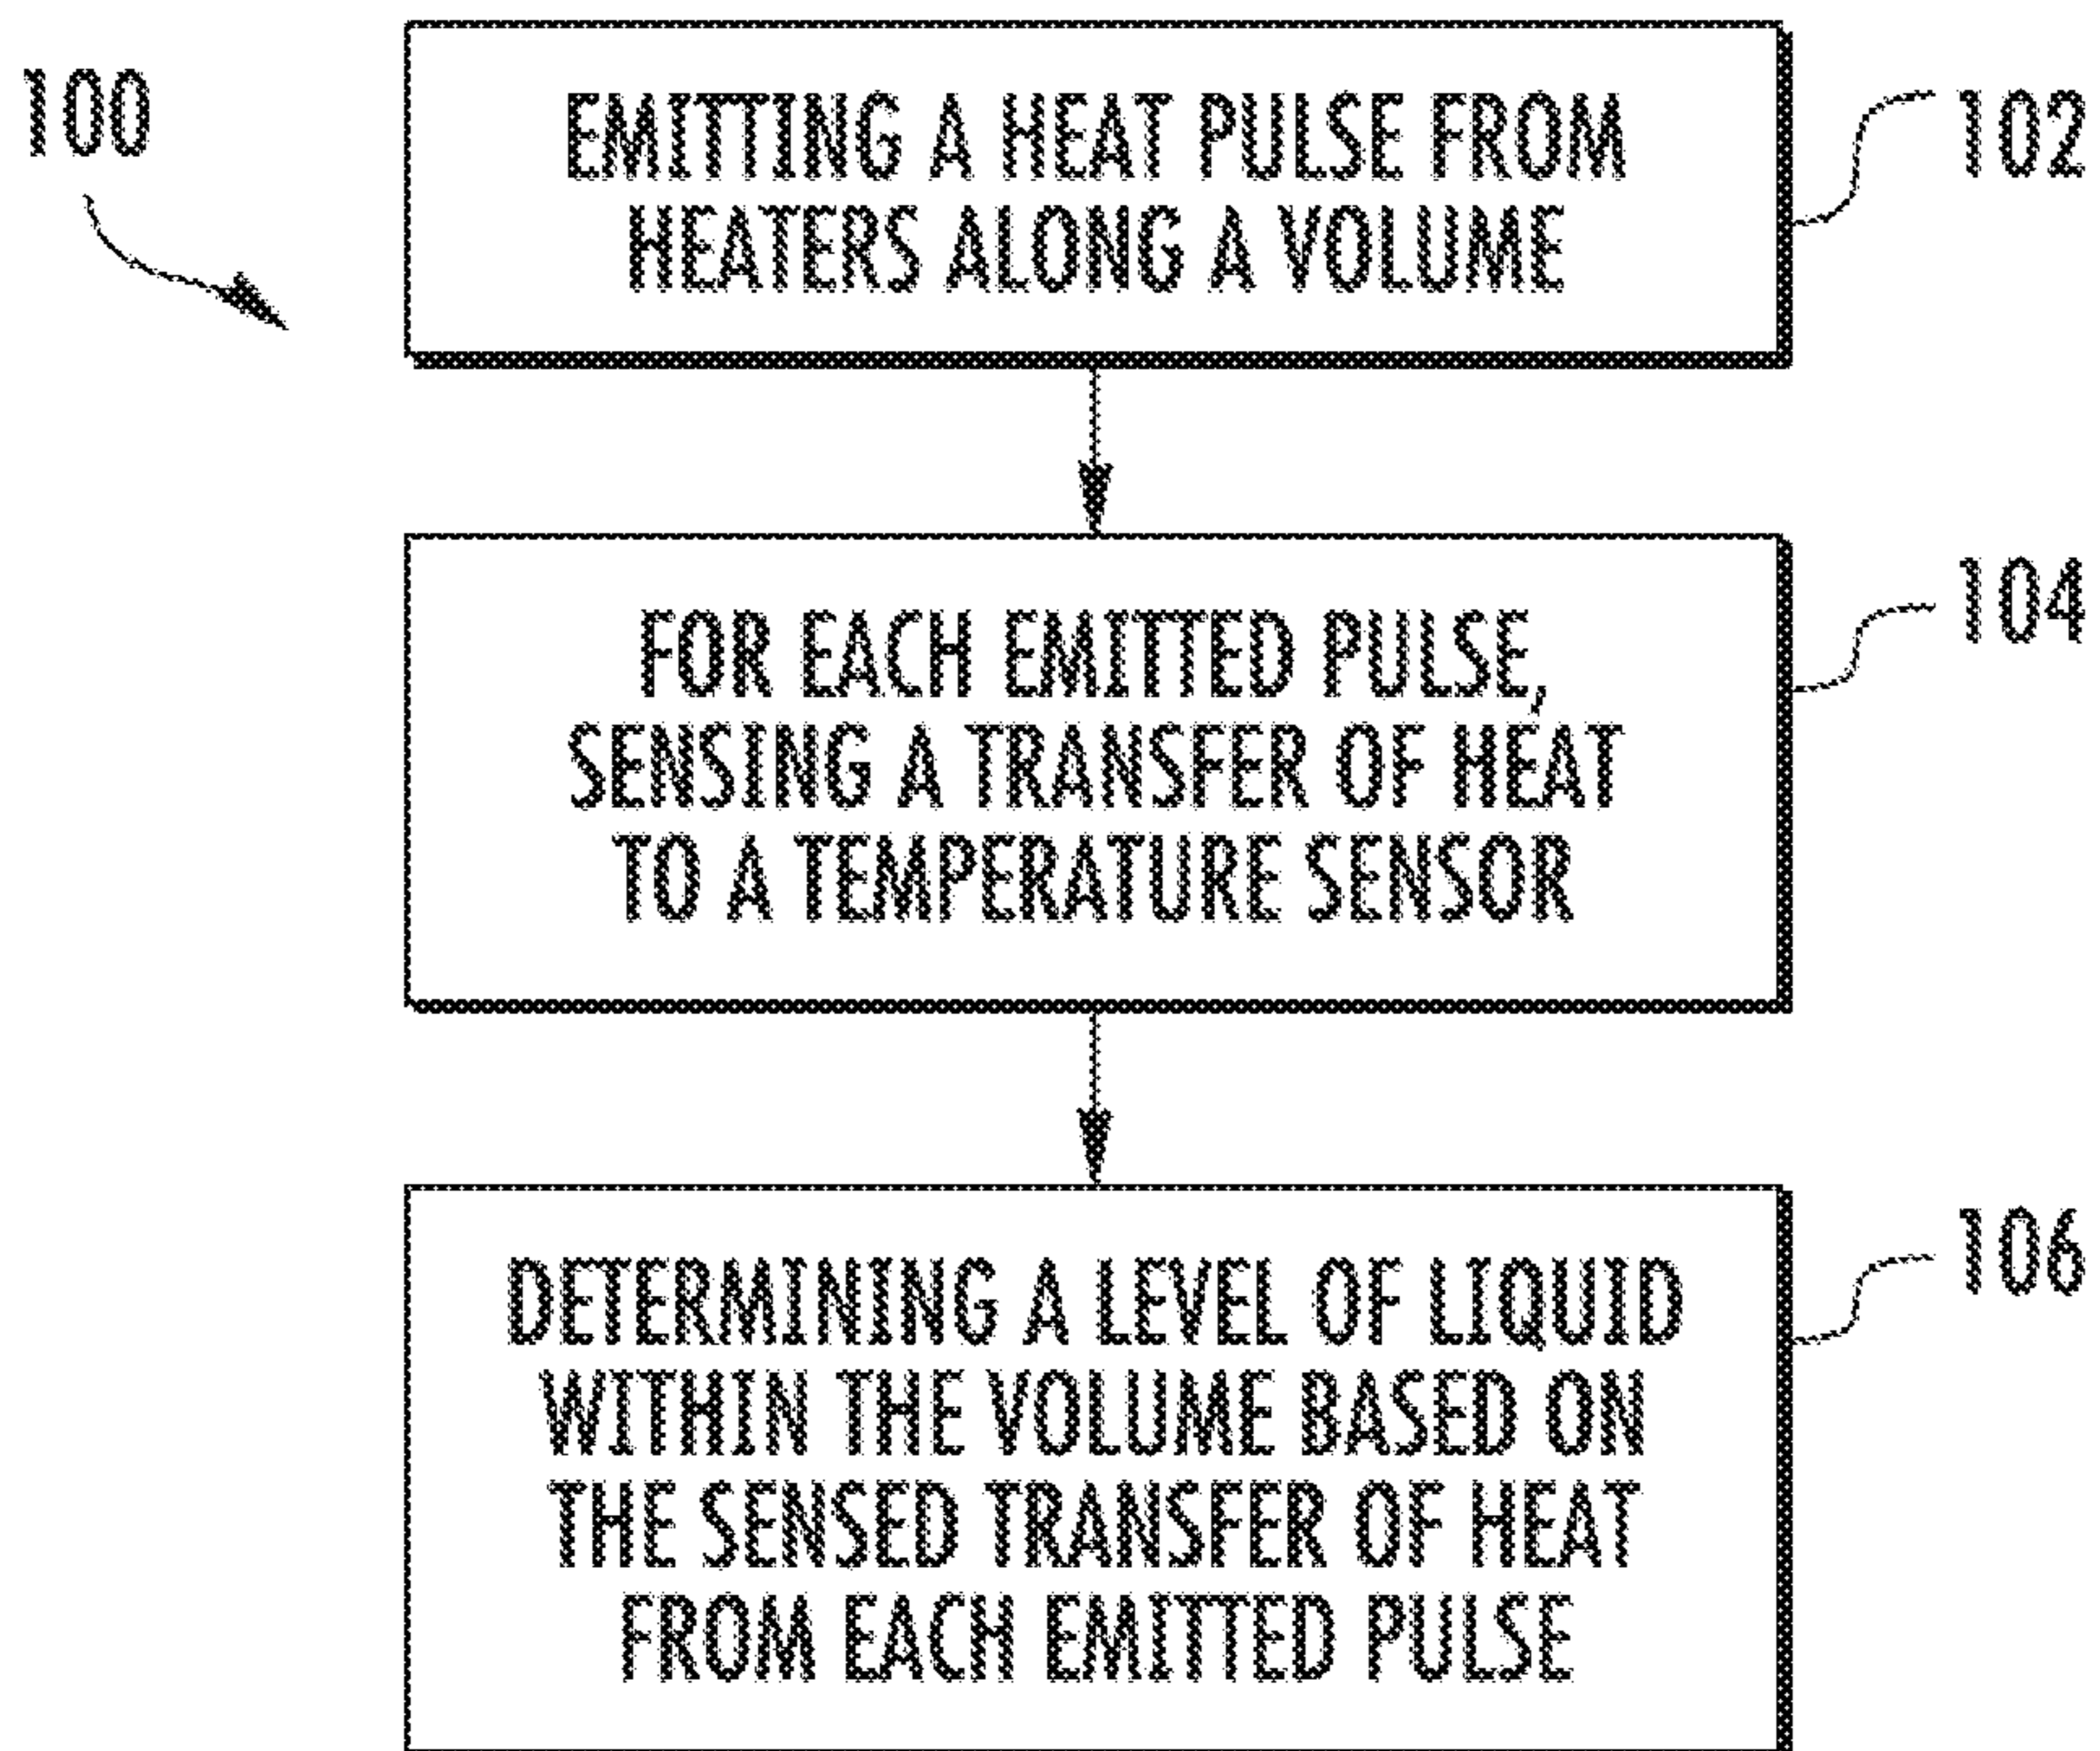 100
EMITTING A HEAT PULSE FROM
HEATERS ALONG A VOLUME
102
FOR EACH EMITTED PULSE,
SENSING A TRANSFER OF HEAT
TO A TEMPERATURE SENSOR
104
DETERMINING A LEVEL OF LIQUID
WITHIN THE VOLUME BASED ON
THE SENSED TRANSFER OF HEAT
FROM EACH EMITTED PULSE
106